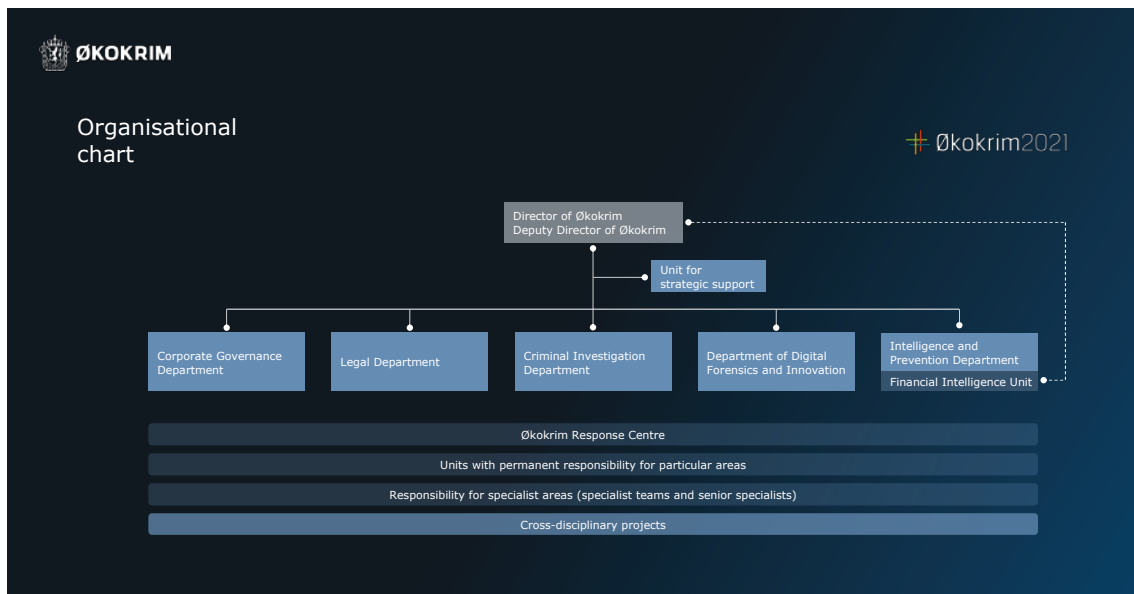 ØKOKRIM
Organisational
chart
Økokrim2021
Director of Økokrim
Deputy Director of Økokrim
Unit for
strategic support
Corporate Governance
Department
Legal Department
Criminal Investigation
Department
Department of Digital
Forensics and Innovation
Intelligence and
Prevention Department
Financial Intelligence Unit
Økokrim Response Centre
Units with permanent responsibility for particular areas
Responsibility for specialist areas (specialist teams and senior specialists)
Cross-disciplinary projects